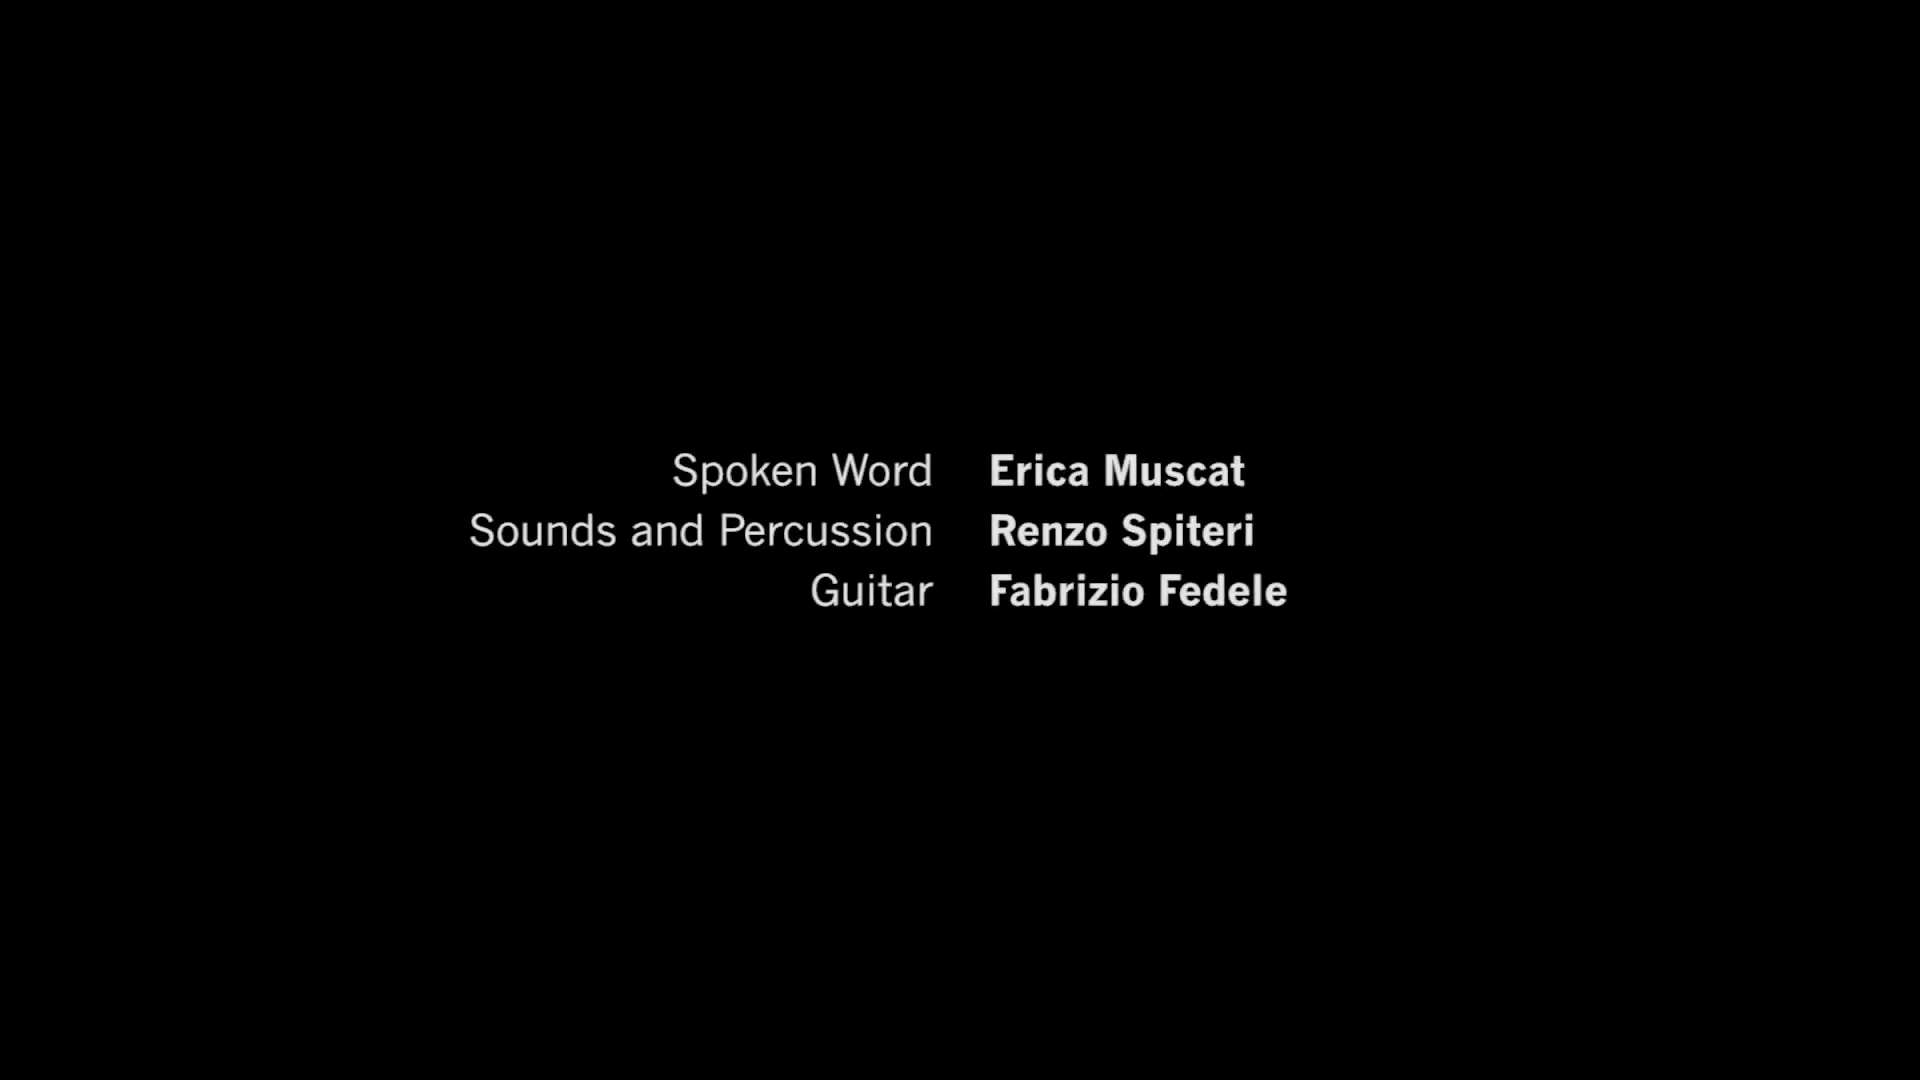 Spoken Word Erica Muscat
Sounds and Percussion Renzo Spiteri
Guitar Fabrizio Fedele